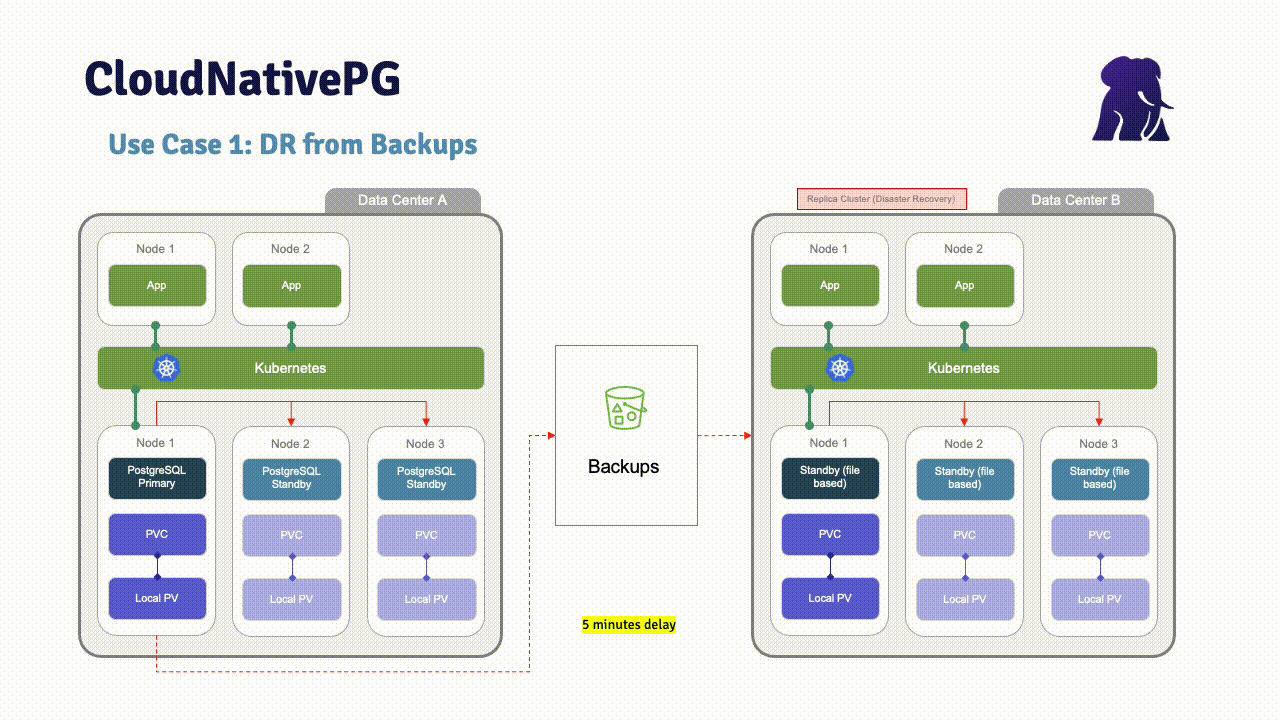 CloudNativePG
Use Case 1: DR from Backups
Data Center A
Node 1
Node 2
App
App
Kubernetes
Node 1
Node 2
Node 3
PostgreSQL
Primary
PostgreSQL
Standby
PostgreSQL
Standby
PVC
PVC
PVC
Local PV
Local PV
Local PV
Backups
5 minutes delay
Replica Cluster (Disaster Recovery)
Data Center B
Node 1
Node 2
App
App
Kubernetes
Node 1
Node 2
Node 3
Standby (file
based)
Standby (file
based)
Standby (file
based)
PVC
PVC
PVC
Local PV
Local PV
Local PV